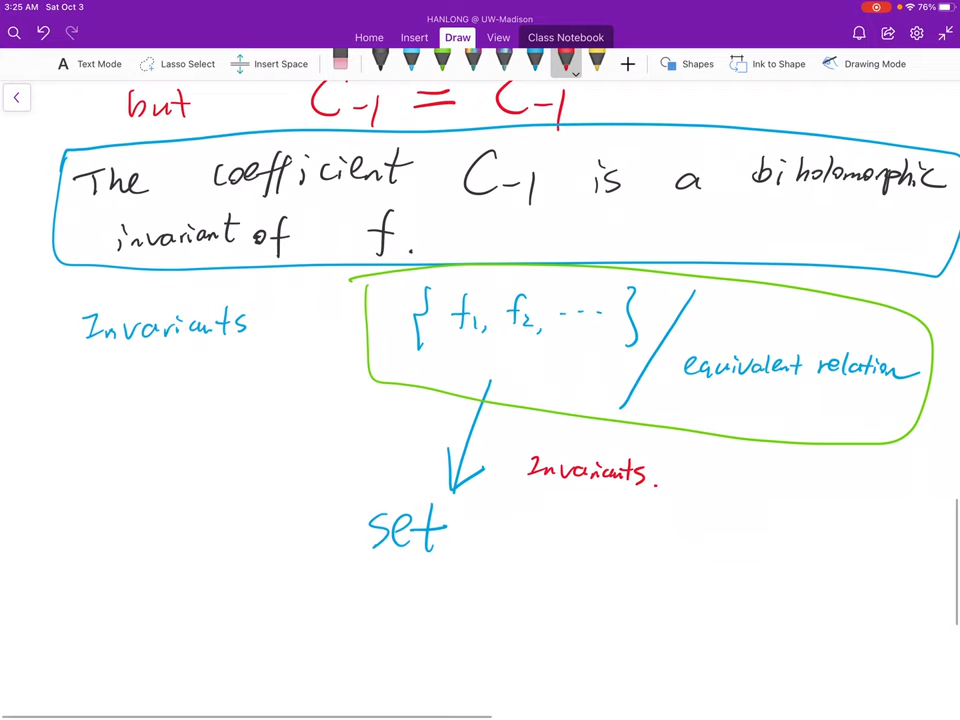 3:25 AM Sat Oct 3
76%
HANLONG @ UW-Madison
Home Insert Draw View Class Notebook
A Text Mode Lasso Select Insert Space Shapes Ink to Shape Drawing Mode
but C-1 = C-1
The coefficient C-1 is a biholomorphic
invariant of f.
Invariants { f1, f2, ... } / equivalent relation
Invariants.
set